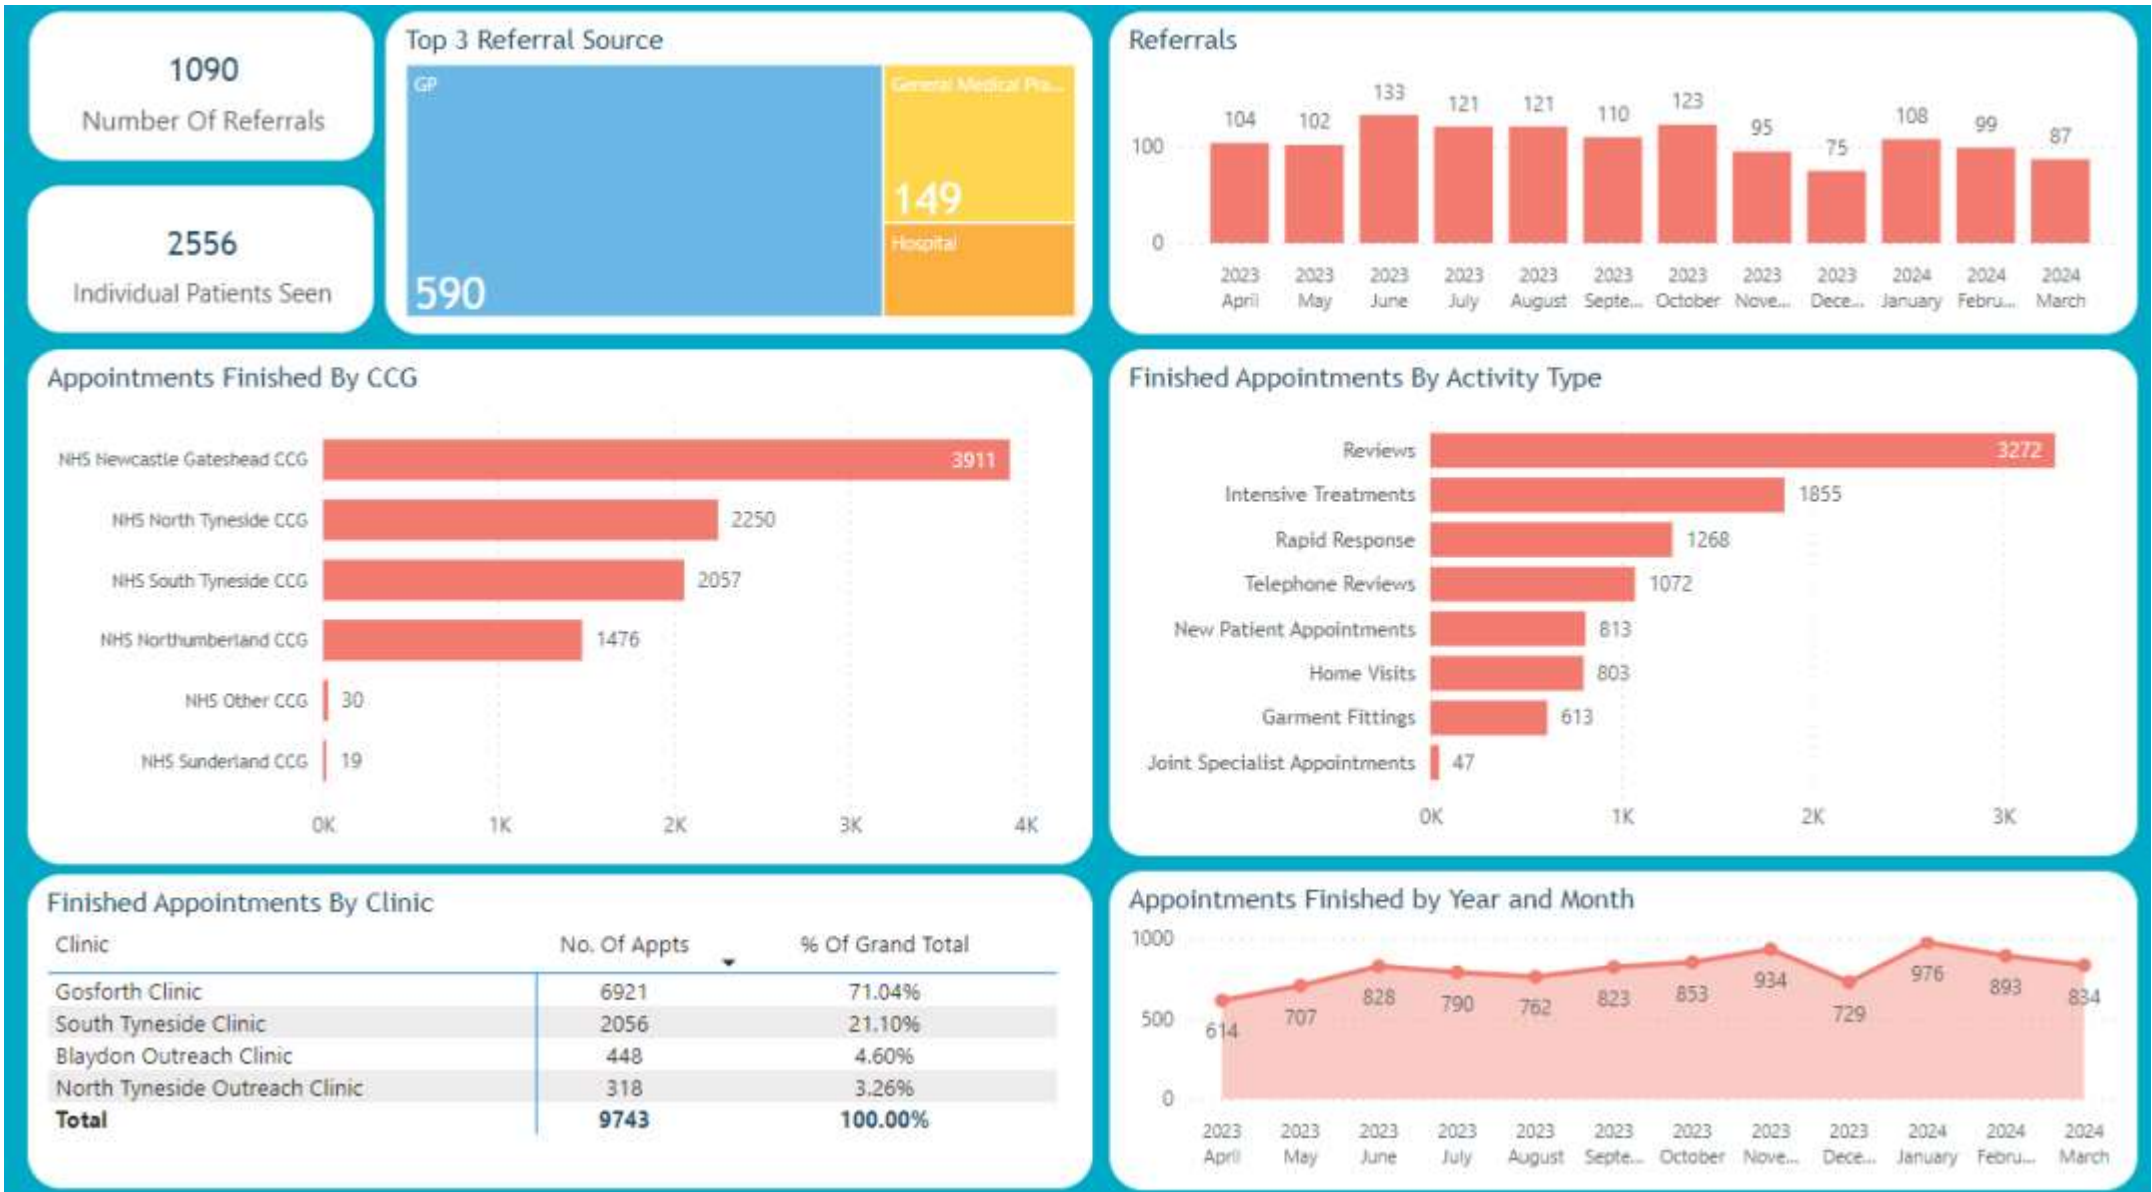 1090
Number Of Referrals
2556
Individual Patients Seen
Top 3 Referral Source
GP
590
General Medical Pra...
149
Hospital
Referrals
133
123
121 121
110 108
104 102 99
95
87
75
100
0
2023 2023 2023 2023 2023 2023 2023 2023 2023 2024 2024 2024
April May June July August Septe... October Nove... Dece... January Febru... March
Appointments Finished By CCG
NHS Newcastle Gateshead CCG 3911
NHS North Tyneside CCG 2250
NHS South Tyneside CCG 2057
NHS Northumberland CCG 1476
NHS Other CCG 30
NHS Sunderland CCG 19
0K 1K 2K 3K 4K
Finished Appointments By Activity Type
Reviews 3272
Intensive Treatments 1855
Rapid Response 1268
Telephone Reviews 1072
New Patient Appointments 813
Home Visits 803
Garment Fittings 613
Joint Specialist Appointments 47
0K 1K 2K 3K
Finished Appointments By Clinic
Clinic No. Of Appts % Of Grand Total
Gosforth Clinic 6921 71.04%
South Tyneside Clinic 2056 21.10%
Blaydon Outreach Clinic 448 4.60%
North Tyneside Outreach Clinic 318 3.26%
Total 9743 100.00%
Appointments Finished by Year and Month
1000
500
0
614 707 828 790 762 823 853 934 729 976 893 834
2023 2023 2023 2023 2023 2023 2023 2023 2023 2024 2024 2024
April May June July August Septe... October Nove... Dece... January Febru... March